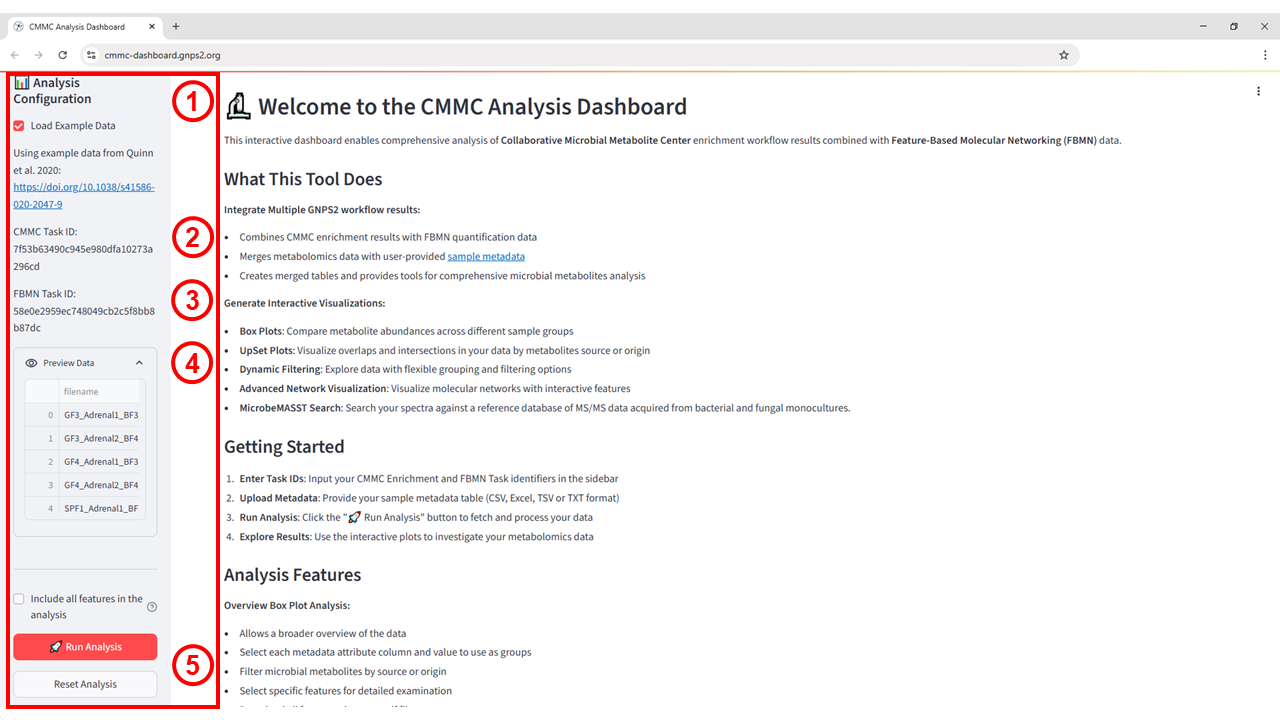 CMMC Analysis Dashboard
cmmc-dashboard.gnps2.org
Analysis
Configuration
Load Example Data
Using example data from Quinn
et al. 2020:
https://doi.org/10.1038/s41586-
020-2047-9
CMMC Task ID:
7f53b63490c945e980dfa10273a
296cd
FBMN Task ID:
58e0e2959ec748049cb2c5f8bb8
b87dc
Preview Data
filename
0 GF3_Adrenal1_BF3
1 GF3_Adrenal2_BF4
2 GF4_Adrenal1_BF3
3 GF4_Adrenal2_BF4
4 SPF1_Adrenal1_BF
Include all features in the
analysis
Run Analysis
Reset Analysis
1
2
3
4
5
Welcome to the CMMC Analysis Dashboard
This interactive dashboard enables comprehensive analysis of Collaborative Microbial Metabolite Center enrichment workflow results combined with Feature-Based Molecular Networking (FBMN) data.
What This Tool Does
Integrate Multiple GNPS2 workflow results:
• Combines CMMC enrichment results with FBMN quantification data
• Merges metabolomics data with user-provided sample metadata
• Creates merged tables and provides tools for comprehensive microbial metabolites analysis
Generate Interactive Visualizations:
• Box Plots: Compare metabolite abundances across different sample groups
• UpSet Plots: Visualize overlaps and intersections in your data by metabolites source or origin
• Dynamic Filtering: Explore data with flexible grouping and filtering options
• Advanced Network Visualization: Visualize molecular networks with interactive features
• MicrobeMASST Search: Search your spectra against a reference database of MS/MS data acquired from bacterial and fungal monocultures.
Getting Started
1. Enter Task IDs: Input your CMMC Enrichment and FBMN Task identifiers in the sidebar
2. Upload Metadata: Provide your sample metadata table (CSV, Excel, TSV or TXT format)
3. Run Analysis: Click the "🚀 Run Analysis" button to fetch and process your data
4. Explore Results: Use the interactive plots to investigate your metabolomics data
Analysis Features
Overview Box Plot Analysis:
• Allows a broader overview of the data
• Select each metadata attribute column and value to use as groups
• Filter microbial metabolites by source or origin
• Select specific features for detailed examination